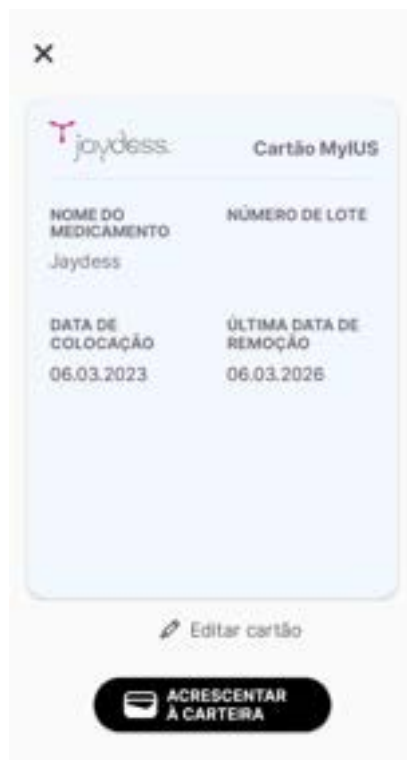 jaydess.
Cartão MyIUS
NOME DO
MEDICAMENTO
Jaydess
NÚMERO DE LOTE
DATA DE
COLOCAÇÃO
06.03.2023
ÚLTIMA DATA DE
REMOÇÃO
06.03.2026
Editar cartão
ACRESCENTAR
À CARTEIRA